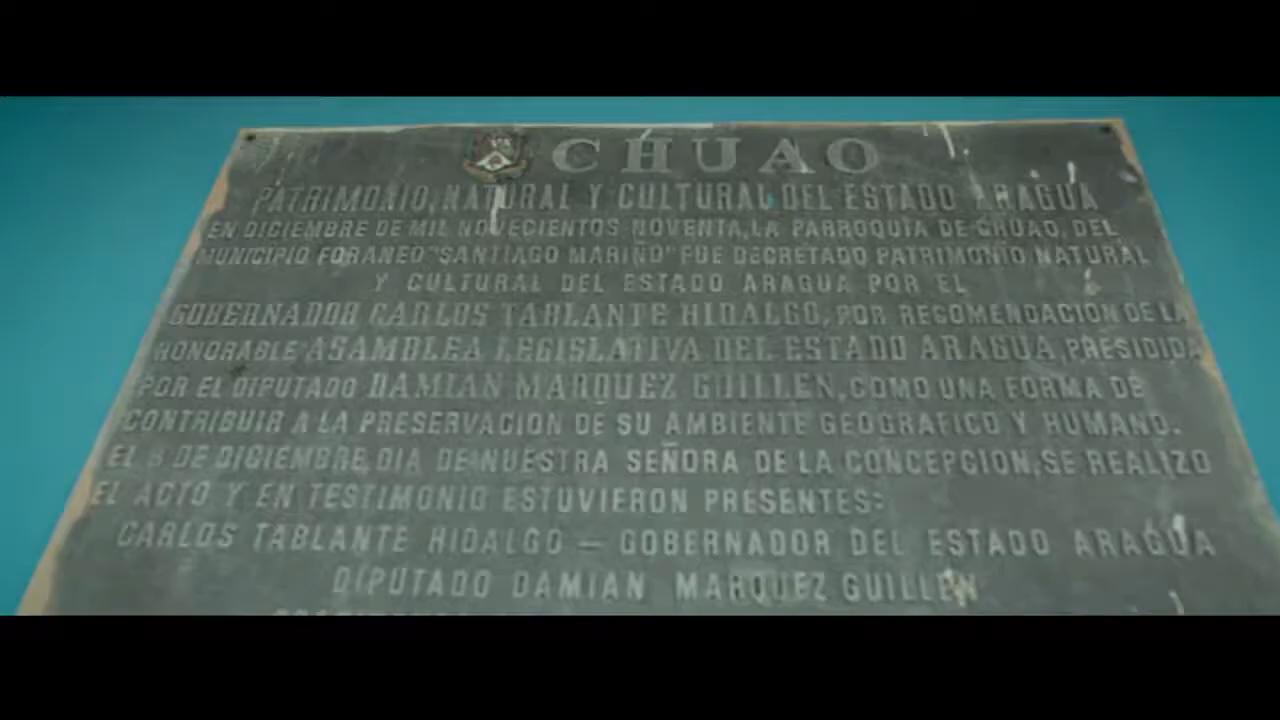 CHUAO
PATRIMONIO, NATURAL Y CULTURAL DEL ESTADO ARAGUA
EN DICIEMBRE DE MIL NOVECIENTOS NOVENTA, LA PARROQUIA DE CHUAO, DEL
MUNICIPIO FORANEO "SANTIAGO MARIÑO" FUE DECRETADO PATRIMONIO NATURAL
Y CULTURAL DEL ESTADO ARAGUA POR EL
GOBERNADOR CARLOS TABLANTE HIDALGO, POR RECOMENDACION DE LA
HONORABLE ASAMBLEA LEGISLATIVA DEL ESTADO ARAGUA, PRESIDIDA
POR EL DIPUTADO DAMIAN MARQUEZ GUILLEN, COMO UNA FORMA DE
CONTRIBUIR A LA PRESERVACION DE SU AMBIENTE GEOGRAFICO Y HUMANO.
EL 8 DE DICIEMBRE, DIA DE NUESTRA SEÑORA DE LA CONCEPCION, SE REALIZO
EL ACTO Y EN TESTIMONIO ESTUVIERON PRESENTES:
CARLOS TABLANTE HIDALGO – GOBERNADOR DEL ESTADO ARAGUA
DIPUTADO DAMIAN MARQUEZ GUILLEN